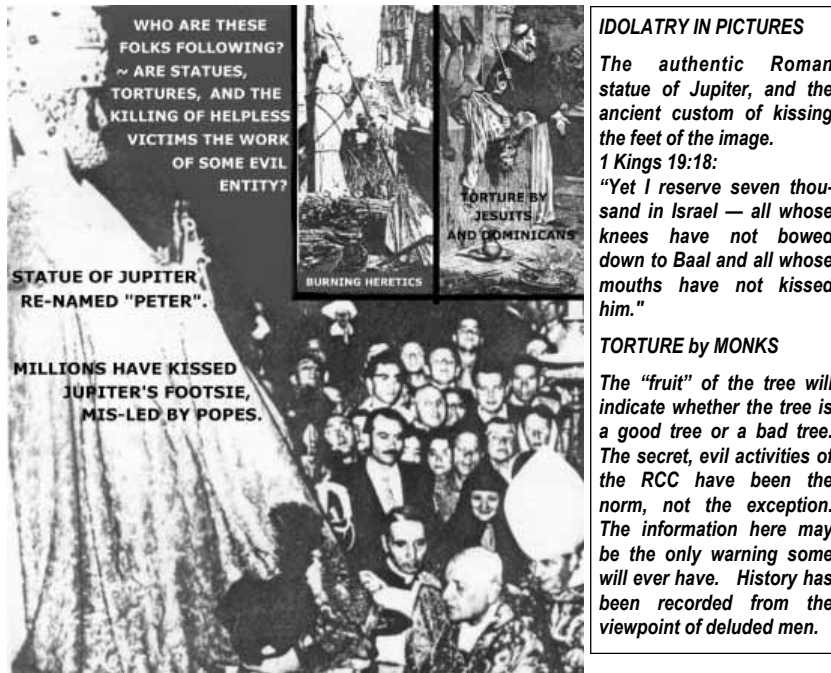 WHO ARE THESE
FOLKS FOLLOWING?
~ ARE STATUES,
TORTURES, AND THE
KILLING OF HELPLESS
VICTIMS THE WORK
OF SOME EVIL
ENTITY?
BURNING HERETICS
TORTURE BY
JESUITS
AND DOMINICANS
STATUE OF JUPITER
RE-NAMED "PETER".
MILLIONS HAVE KISSED
JUPITER'S FOOTSIE,
MIS-LED BY POPES.
IDOLATRY IN PICTURES
The authentic Roman
statue of Jupiter, and the
ancient custom of kissing
the feet of the image.
1 Kings 19:18:
“Yet I reserve seven thou-
sand in Israel — all whose
knees have not bowed
down to Baal and all whose
mouths have not kissed
him."
TORTURE by MONKS
The “fruit” of the tree will
indicate whether the tree is
a good tree or a bad tree.
The secret, evil activities of
the RCC have been the
norm, not the exception.
The information here may
be the only warning some
will ever have. History has
been recorded from the
viewpoint of deluded men.